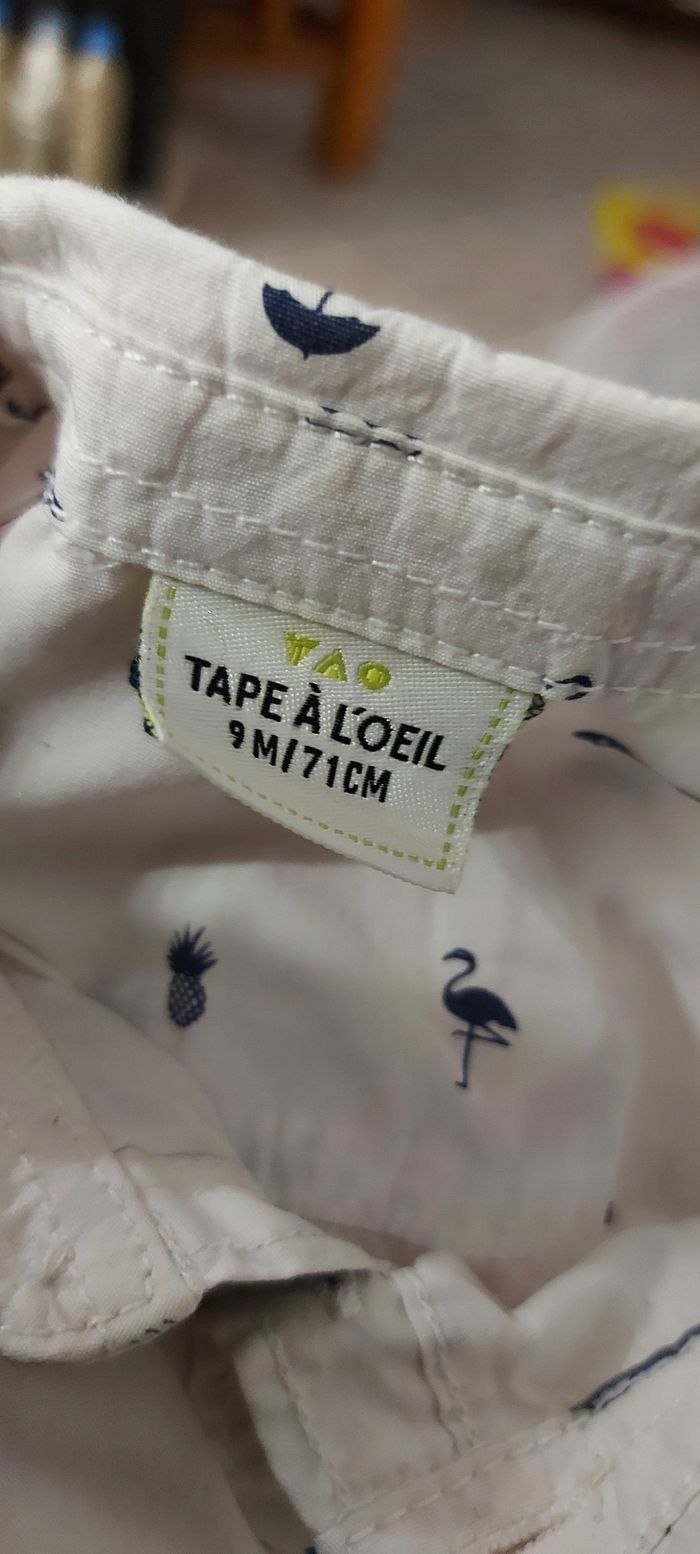 TAO
TAPE À L'OEIL
9M/71CM